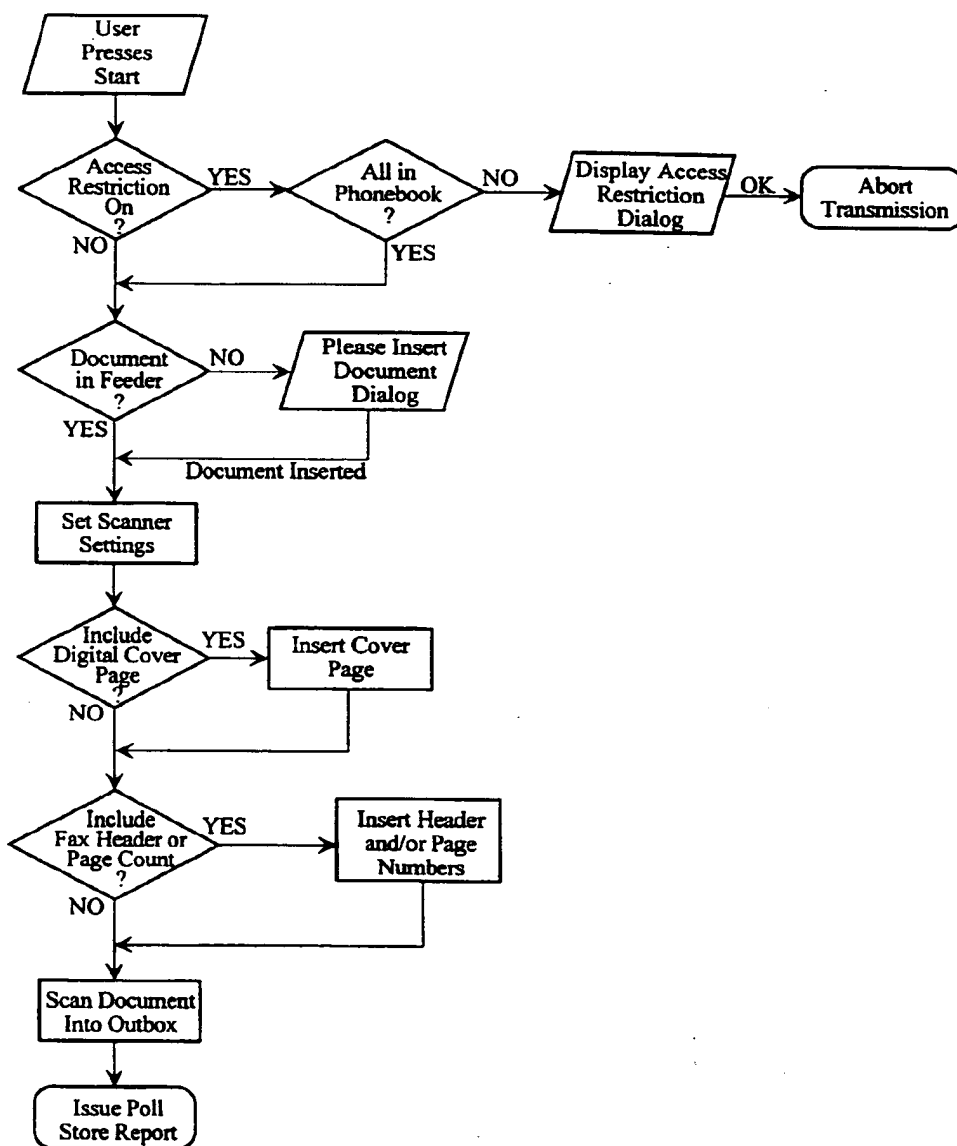 User
Presses
Start
Access
Restriction
On
?
YES
All in
Phonebook
?
NO
Display Access
Restriction
Dialog
OK
Abort
Transmission
NO
YES
Document
in Feeder
?
NO
Please Insert
Document
Dialog
YES
Document Inserted
Set Scanner
Settings
Include
Digital Cover
Page
?
YES
Insert Cover
Page
NO
Include
Fax Header or
Page Count
?
YES
Insert Header
and/or Page
Numbers
NO
Scan Document
Into Outbox
Issue Poll
Store Report